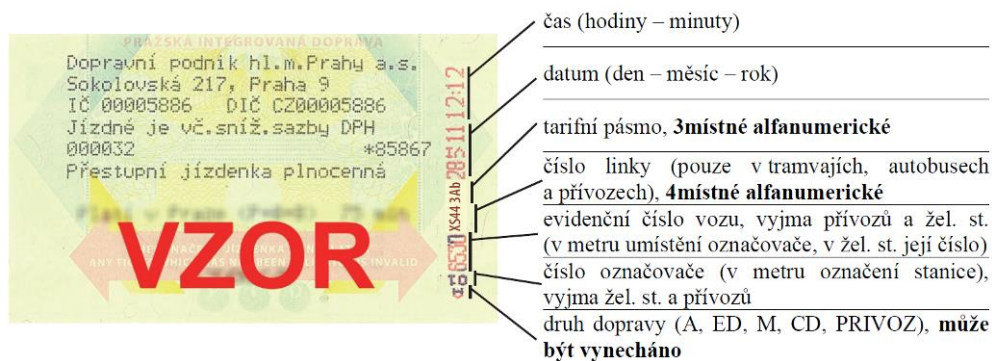 PRAŽSKÁ INTEGROVANÁ DOPRAVA
Dopravní podnik hl.m.Prahy a.s.
Sokolovská 217, Praha 9
IČ 00005886 DIČ CZ00005886
Jízdné je vč.sníž.sazby DPH
000032 *85867
Přestupní jízdenka plnocenná
VZOR
12:12
28 5 11
3Ab
XS44
čas (hodiny – minuty)
datum (den – měsíc – rok)
tarifní pásmo, 3místné alfanumerické
číslo linky (pouze v tramvajích, autobusech
a přívozech), 4místné alfanumerické
evidenční číslo vozu, vyjma přívozů a žel. st.
(v metru umístění označovače, v žel. st. její číslo)
číslo označovače (v metru označení stanice),
vyjma žel. st. a přívozů
druh dopravy (A, ED, M, CD, PRIVOZ), může
být vynecháno